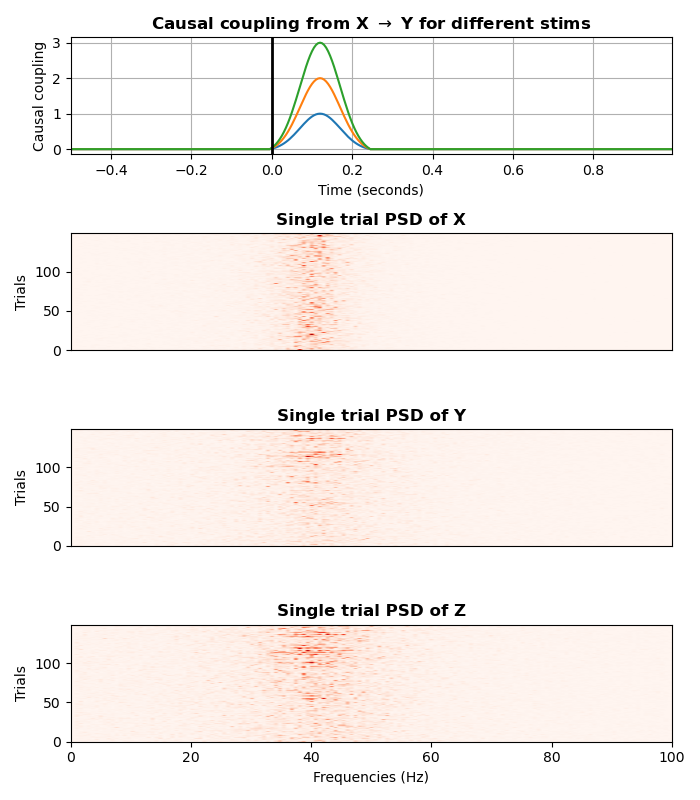 Causal coupling from X → Y for different stims
3
2
1
0
Causal coupling
−0.4 −0.2 0.0 0.2 0.4 0.6 0.8
Time (seconds)
Single trial PSD of X
100
50
0
Trials
Single trial PSD of Y
100
50
0
Trials
Single trial PSD of Z
100
50
0
Trials
0 20 40 60 80 100
Frequencies (Hz)